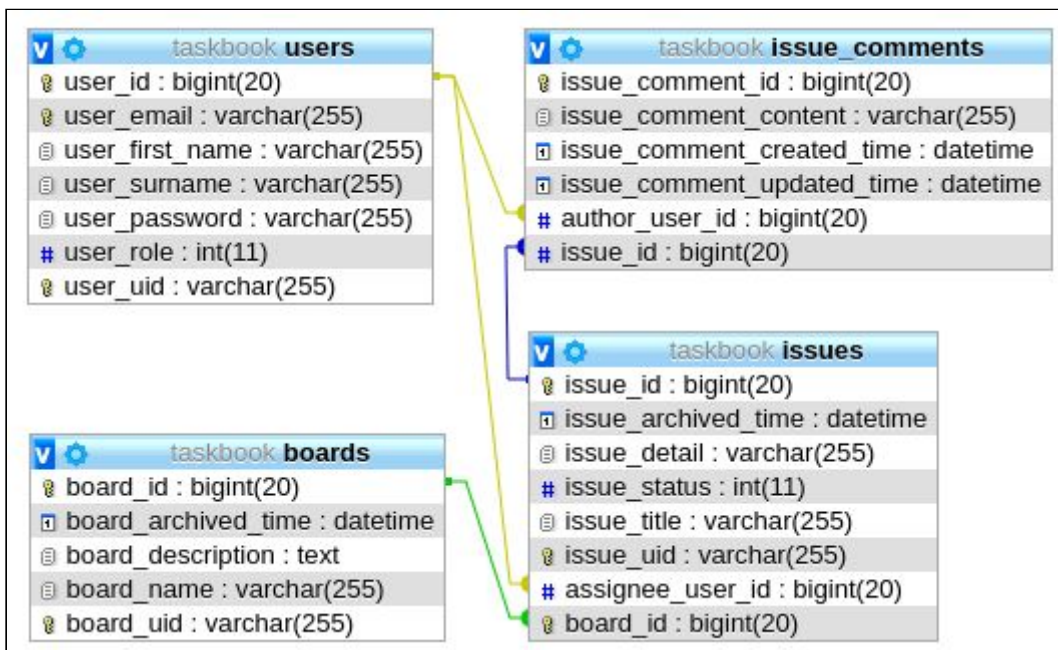 taskbook users
user_id : bigint(20)
user_email : varchar(255)
user_first_name : varchar(255)
user_surname : varchar(255)
user_password : varchar(255)
# user_role : int(11)
user_uid : varchar(255)
taskbook issue_comments
issue_comment_id : bigint(20)
issue_comment_content : varchar(255)
issue_comment_created_time : datetime
issue_comment_updated_time : datetime
# author_user_id : bigint(20)
# issue_id : bigint(20)
taskbook boards
board_id : bigint(20)
board_archived_time : datetime
board_description : text
board_name : varchar(255)
board_uid : varchar(255)
taskbook issues
issue_id : bigint(20)
issue_archived_time : datetime
issue_detail : varchar(255)
# issue_status : int(11)
issue_title : varchar(255)
issue_uid : varchar(255)
# assignee_user_id : bigint(20)
board_id : bigint(20)